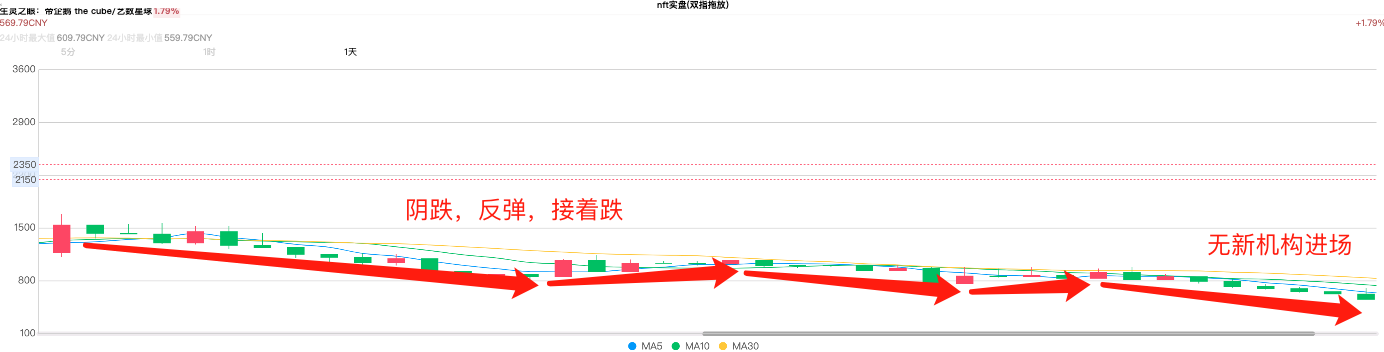 nft实盘(双指拖放)
生灵之眼：帝企鹅 the cube/艺数星球 1.79%
569.79CNY
+1.79%
24小时最大值 609.79CNY 24小时最小值 559.79CNY
5分 1时 1天
3600
2900
2350
2150
阴跌，反弹，接着跌
1500
无新机构进场
800
100
MA5 MA10 MA30